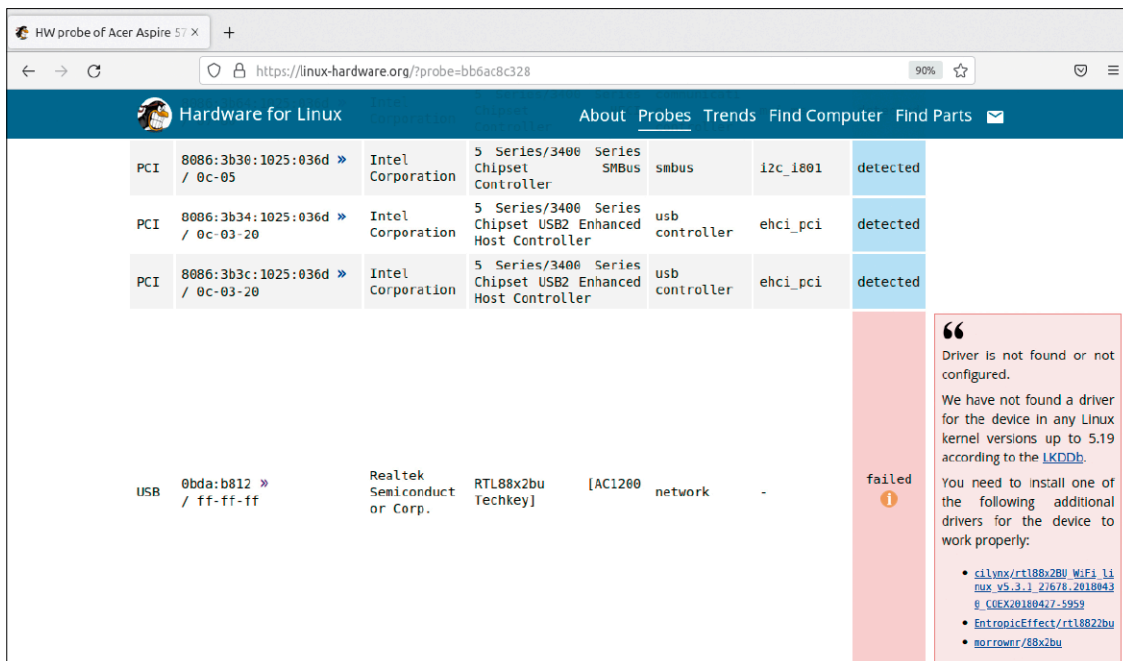 HW probe of Acer Aspire 57
https://linux-hardware.org/?probe=bb6ac8c328
90%
Hardware for Linux
About Probes Trends Find Computer Find Parts
PCI
8086:3b30:1025:036d »
/ 0c-05
Intel
Corporation
5 Series/3400 Series
Chipset SMBus
Controller
smbus
i2c_i801
detected
PCI
8086:3b34:1025:036d »
/ 0c-03-20
Intel
Corporation
5 Series/3400 Series
Chipset USB2 Enhanced
Host Controller
usb
controller
ehci_pci
detected
PCI
8086:3b3c:1025:036d »
/ 0c-03-20
Intel
Corporation
5 Series/3400 Series
Chipset USB2 Enhanced
Host Controller
usb
controller
ehci_pci
detected
USB
0bda:b812 »
/ ff-ff-ff
Realtek
Semiconduct
or Corp.
RTL88x2bu [AC1200
Techkey]
network
-
failed
Driver is not found or not
configured.
We have not found a driver
for the device in any Linux
kernel versions up to 5.19
according to the LKDDb.
You need to install one of
the following additional
drivers for the device to
work properly:
• cilynx/rtl88x2BU_WiFi_li
nux_v5.3.1_27678.2018043
0_COEX20180427-5959
• EntropicEffect/rtl8822bu
• morrownr/88x2bu